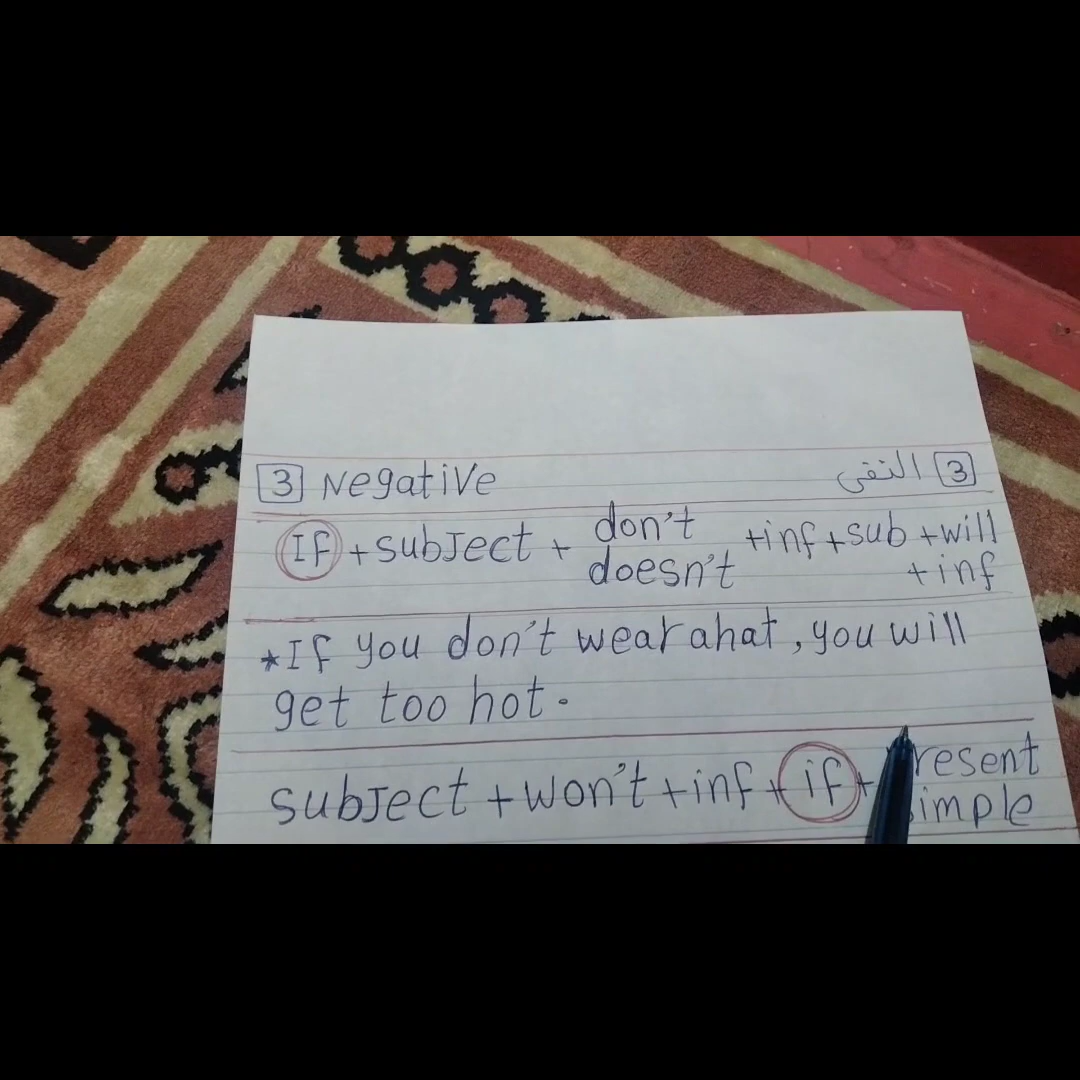 3 Negative 3 النفى
IF + subject + don't +inf +sub +will
doesn't + inf
*If you don't wear a hat, you will
get too hot.
subject + won't + inf + if + resent
imple